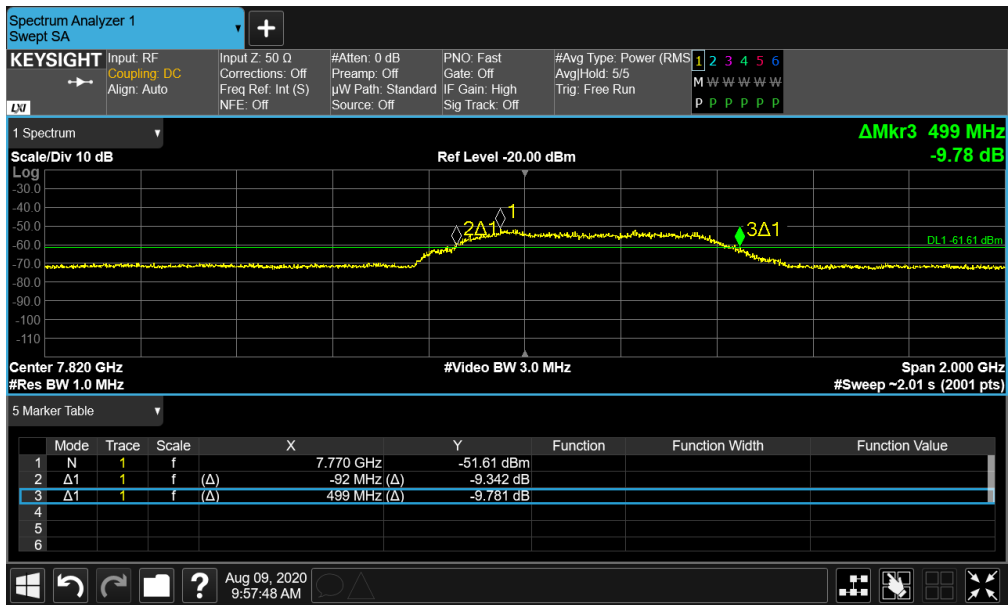 Spectrum Analyzer 1
Swept SA
+
KEYSIGHT
Input: RF
Coupling: DC
Align: Auto
Input Z: 50 Ω
Corrections: Off
Freq Ref: Int (S)
NFE: Off
#Atten: 0 dB
Preamp: Off
µW Path: Standard
Source: Off
PNO: Fast
Gate: Off
IF Gain: High
Sig Track: Off
#Avg Type: Power (RMS
Avg|Hold: 5/5
Trig: Free Run
1 2 3 4 5 6
M W W W W W
P P P P P P
LXI
1 Spectrum
ΔMkr3 499 MHz
-9.78 dB
Scale/Div 10 dB
Ref Level -20.00 dBm
Log
-30.0
-40.0
-50.0
-60.0
-70.0
-80.0
-90.0
-100
-110
2Δ1
1
3Δ1
DL1 -61.61 dBm
Center 7.820 GHz
#Video BW 3.0 MHz
Span 2.000 GHz
#Res BW 1.0 MHz
#Sweep ~2.01 s (2001 pts)
5 Marker Table
Mode Trace Scale X Y Function Function Width Function Value
1 N 1 f 7.770 GHz -51.61 dBm
2 Δ1 1 f (Δ) -92 MHz (Δ) -9.342 dB
3 Δ1 1 f (Δ) 499 MHz (Δ) -9.781 dB
4
5
6
?
Aug 09, 2020
9:57:48 AM